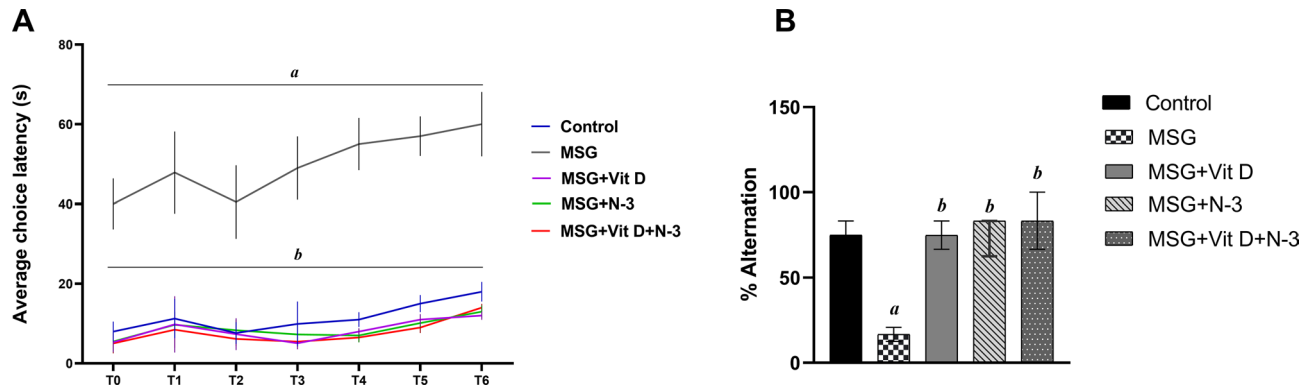 A
Average choice latency (s)
80
60
40
20
0
a
b
T0 T1 T2 T3 T4 T5 T6
Control
MSG
MSG+Vit D
MSG+N-3
MSG+Vit D+N-3
B
% Alternation
150
100
50
0
a
b
b
b
Control
MSG
MSG+Vit D
MSG+N-3
MSG+Vit D+N-3